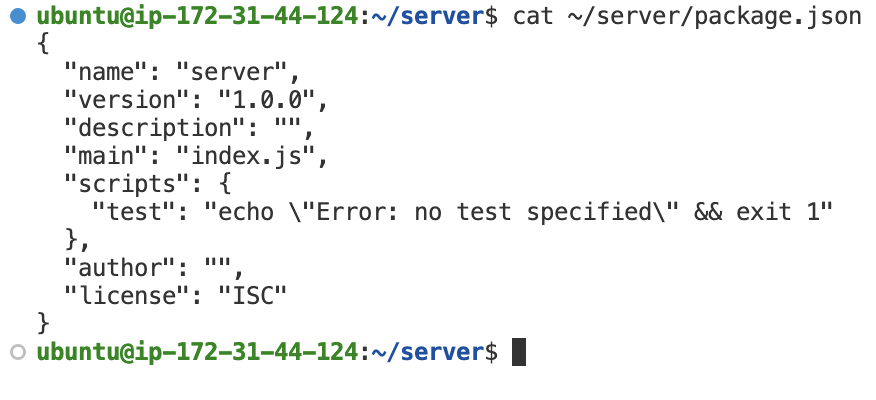 ubuntu@ip-172-31-44-124:~/server$ cat ~/server/package.json
{
  "name": "server",
  "version": "1.0.0",
  "description": "",
  "main": "index.js",
  "scripts": {
    "test": "echo \"Error: no test specified\" && exit 1"
  },
  "author": "",
  "license": "ISC"
}
ubuntu@ip-172-31-44-124:~/server$